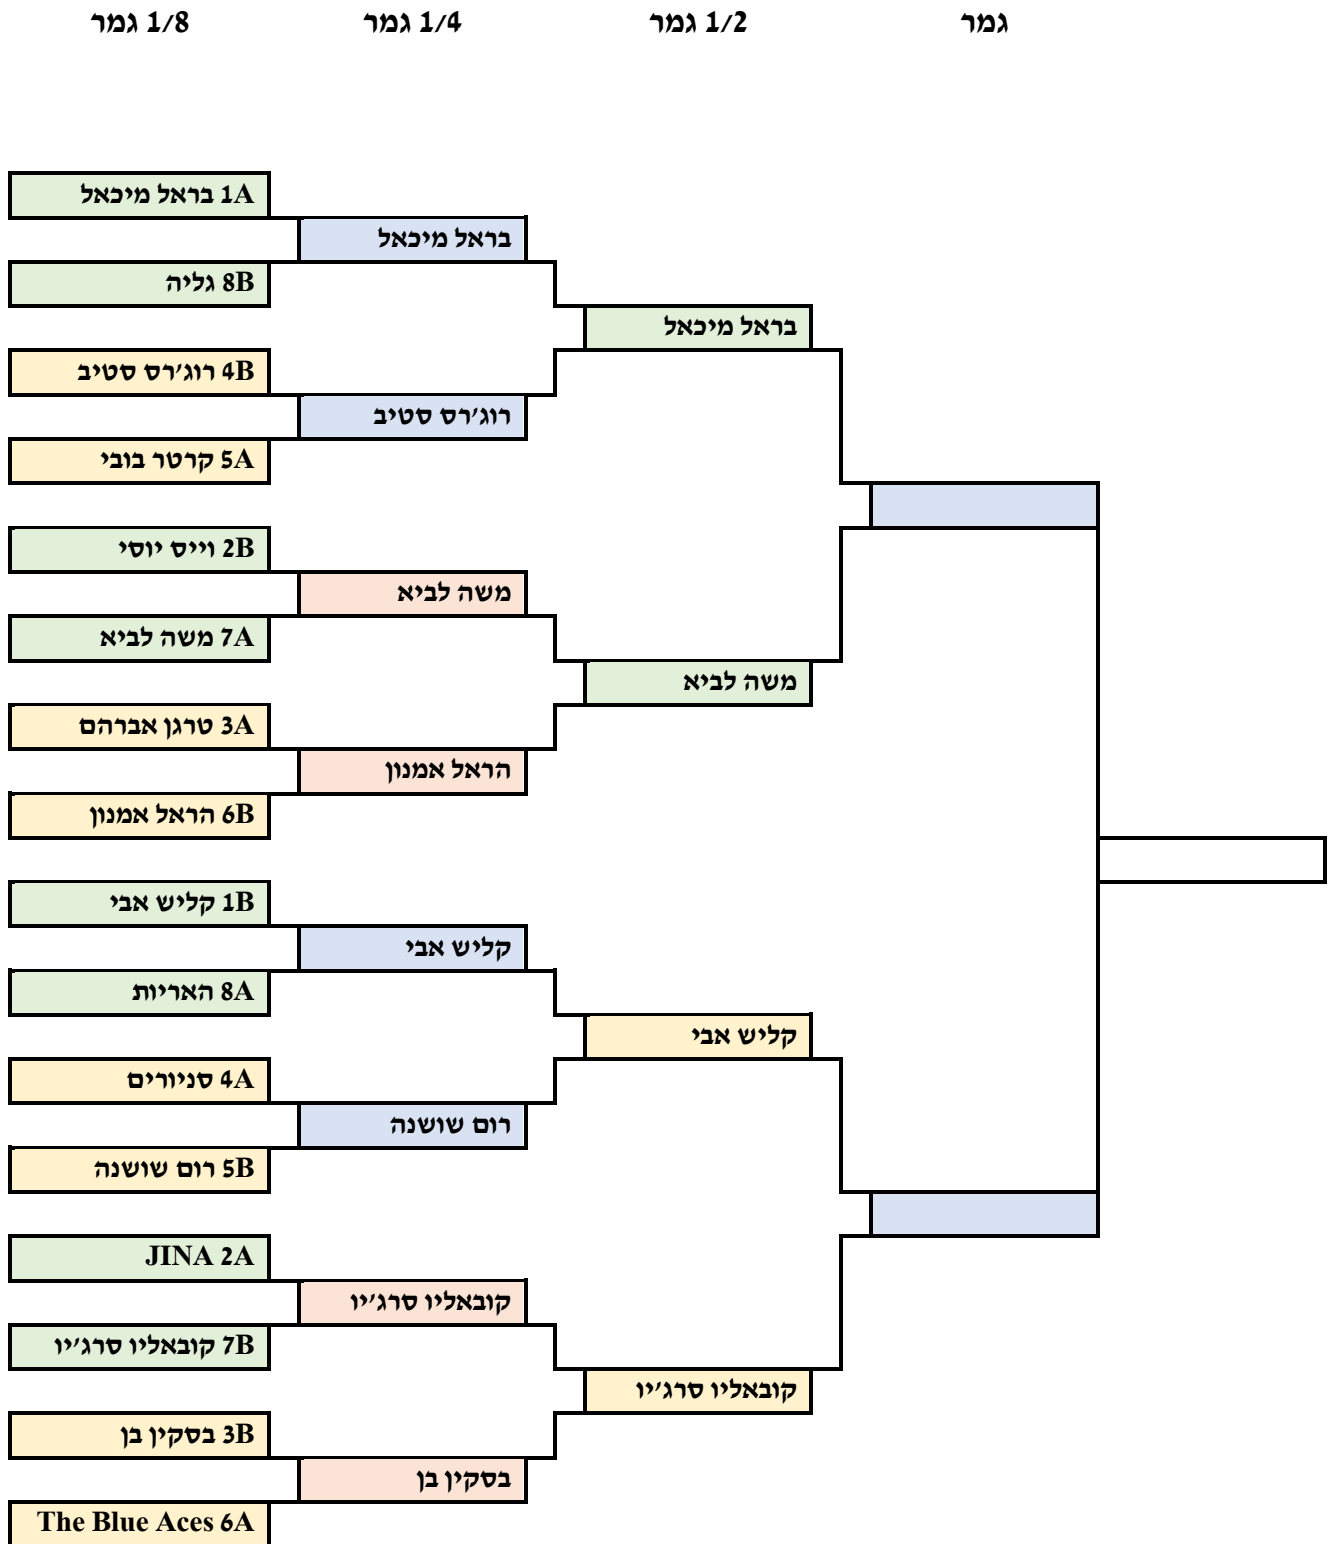 1/8 גמר
1/4 גמר
1/2 גמר
גמר
1A בראל מיכאל
בראל מיכאל
8B גליה
בראל מיכאל
4B רוג'רס סטיב
רוג'רס סטיב
5A קרטר בובי
2B וייס יוסי
משה לביא
7A משה לביא
משה לביא
3A טרגן אברהם
הראל אמנון
6B הראל אמנון
1B קליש אבי
קליש אבי
8A האריות
קליש אבי
4A סניורים
רום שושנה
5B רום שושנה
JINA 2A
קובאליו סרג'יו
7B קובאליו סרג'יו
קובאליו סרג'יו
3B בסקין בן
בסקין בן
The Blue Aces 6A